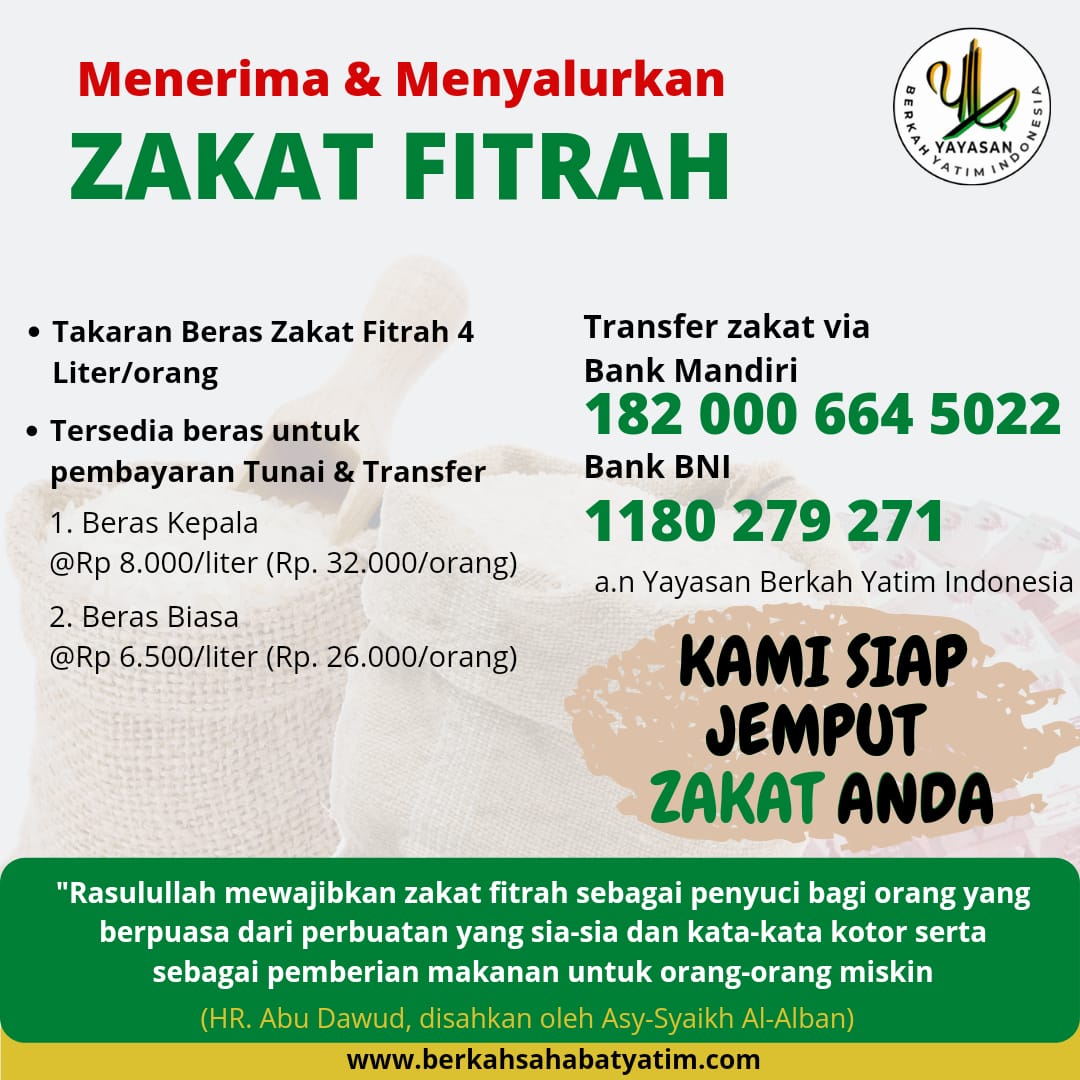 Menerima & Menyalurkan
ZAKAT FITRAH
BERKAH YATIM INDONESIA
YAYASAN
• Takaran Beras Zakat Fitrah 4
Liter/orang
• Tersedia beras untuk
pembayaran Tunai & Transfer
1. Beras Kepala
@Rp 8.000/liter (Rp. 32.000/orang)
2. Beras Biasa
@Rp 6.500/liter (Rp. 26.000/orang)
Transfer zakat via
Bank Mandiri
182 000 664 5022
Bank BNI
1180 279 271
a.n Yayasan Berkah Yatim Indonesia
KAMI SIAP
JEMPUT
ZAKAT ANDA
"Rasulullah mewajibkan zakat fitrah sebagai penyuci bagi orang yang
berpuasa dari perbuatan yang sia-sia dan kata-kata kotor serta
sebagai pemberian makanan untuk orang-orang miskin
(HR. Abu Dawud, disahkan oleh Asy-Syaikh Al-Alban)
www.berkahsahabatyatim.com